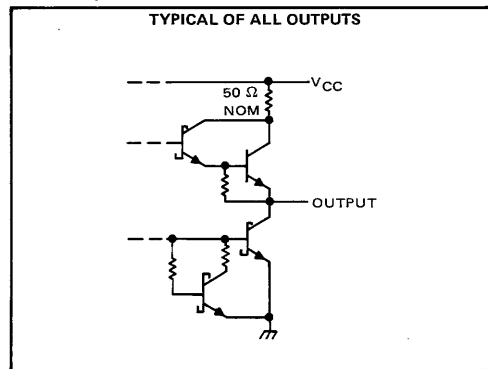 TYPICAL OF ALL OUTPUTS
VCC
50 Ω
NOM
OUTPUT